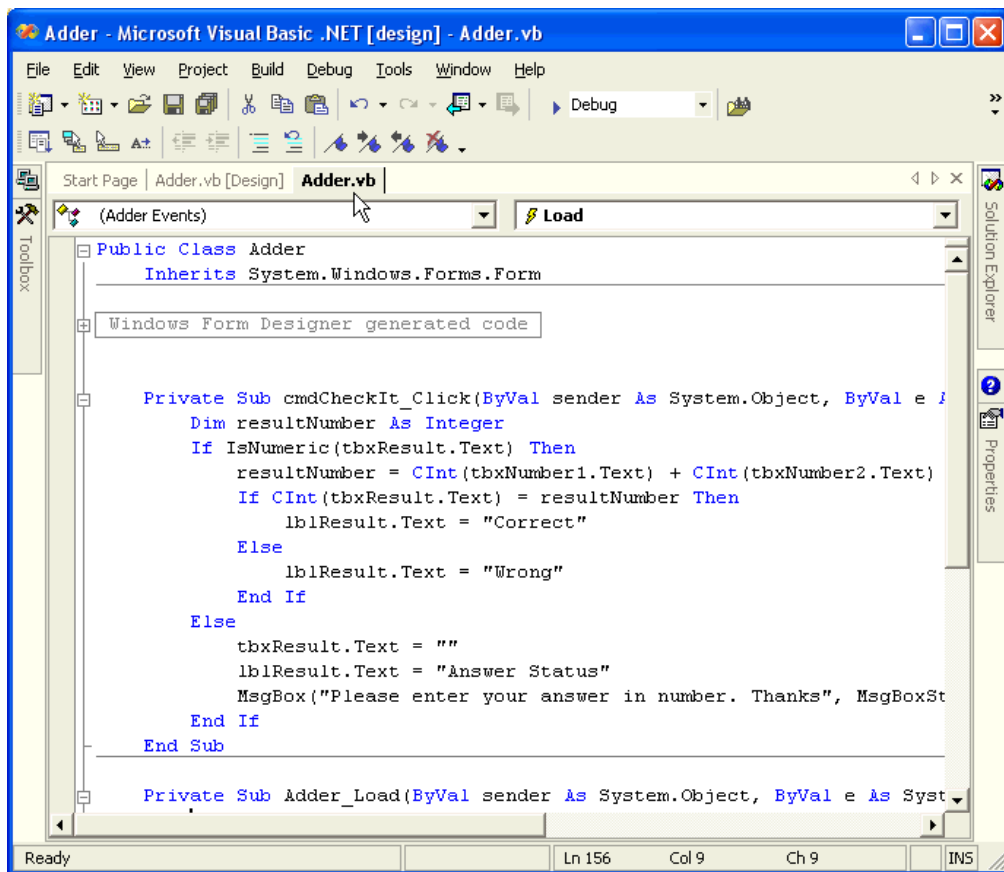 Adder - Microsoft Visual Basic .NET [design] - Adder.vb
File Edit View Project Build Debug Tools Window Help
Debug
Start Page Adder.vb [Design] Adder.vb
(Adder Events) Load
Toolbox
Solution Explorer
Properties
Public Class Adder
Inherits System.Windows.Forms.Form
Windows Form Designer generated code
Private Sub cmdCheckIt_Click(ByVal sender As System.Object, ByVal e
Dim resultNumber As Integer
If IsNumeric(tbxResult.Text) Then
resultNumber = CInt(tbxNumber1.Text) + CInt(tbxNumber2.Text)
If CInt(tbxResult.Text) = resultNumber Then
lblResult.Text = "Correct"
Else
lblResult.Text = "Wrong"
End If
Else
tbxResult.Text = ""
lblResult.Text = "Answer Status"
MsgBox("Please enter your answer in number. Thanks", MsgBoxSt
End If
End Sub
Private Sub Adder_Load(ByVal sender As System.Object, ByVal e As Syst
Ready Ln 156 Col 9 Ch 9 INS